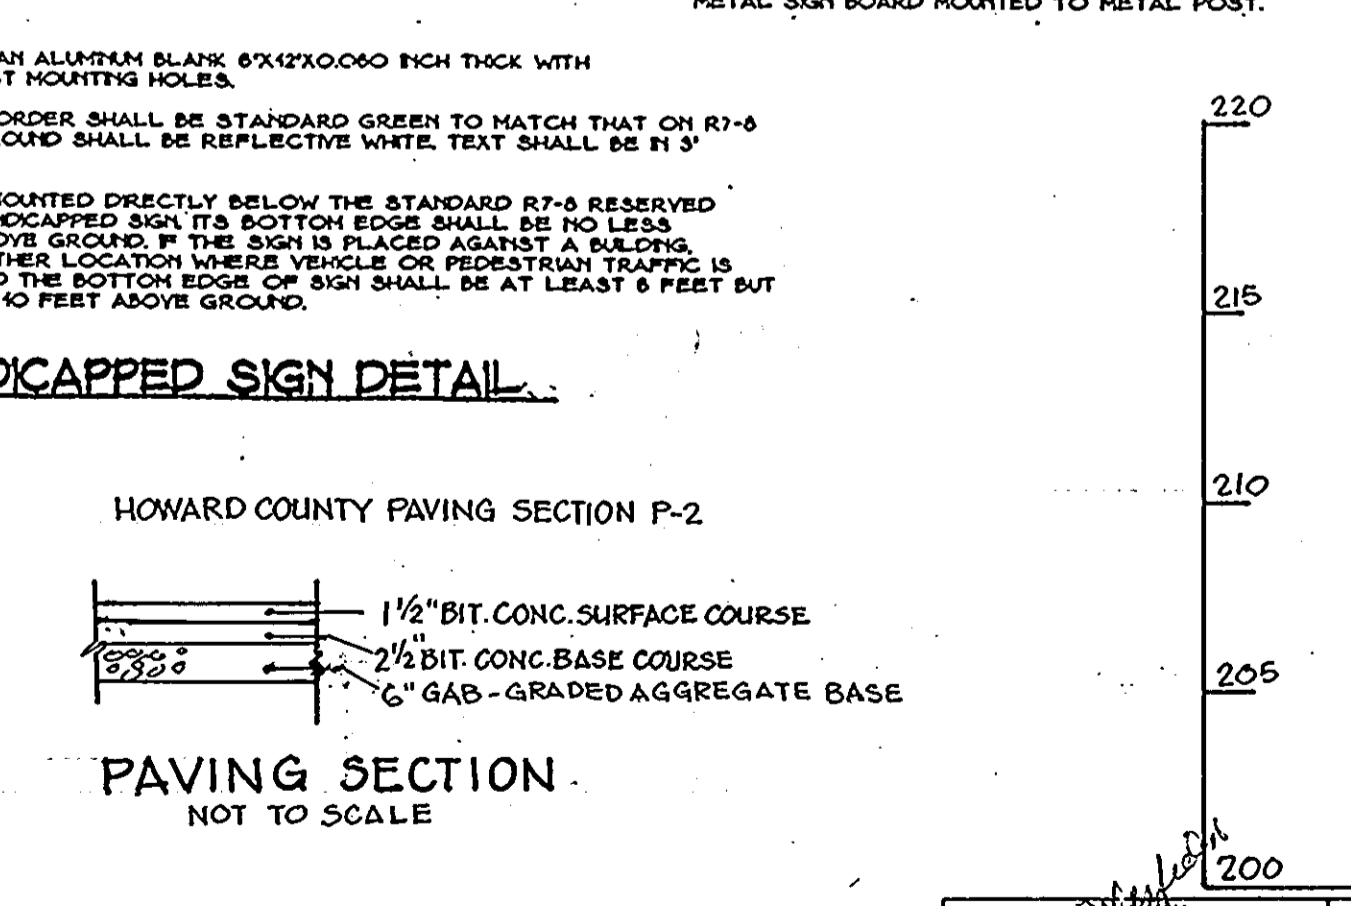 METAL SIGN BOARD MOUNTED TO METAL POST.
AN ALUMINUM BLANK 6"X12"X0.060 INCH THICK WITH
MOUNTING HOLES.
ORDER SHALL BE STANDARD GREEN TO MATCH THAT ON R7-8
OUND SHALL BE REFLECTIVE WHITE. TEXT SHALL BE IN 3"
OUNTED DIRECTLY BELOW THE STANDARD R7-8 RESERVED
DICAPPED SIGN. ITS BOTTOM EDGE SHALL BE NO LESS
OVE GROUND. IF THE SIGN IS PLACED AGAINST A BUILDING,
THER LOCATION WHERE VEHICLE OR PEDESTRIAN TRAFFIC IS
THE BOTTOM EDGE OF SIGN SHALL BE AT LEAST 6 FEET BUT
10 FEET ABOVE GROUND.
DICAPPED SIGN DETAIL
HOWARD COUNTY PAVING SECTION P-2
1 1/2" BIT. CONC. SURFACE COURSE
2 1/2" BIT. CONC. BASE COURSE
6" GAB-GRADED AGGREGATE BASE
PAVING SECTION
NOT TO SCALE
220
215
210
205
200